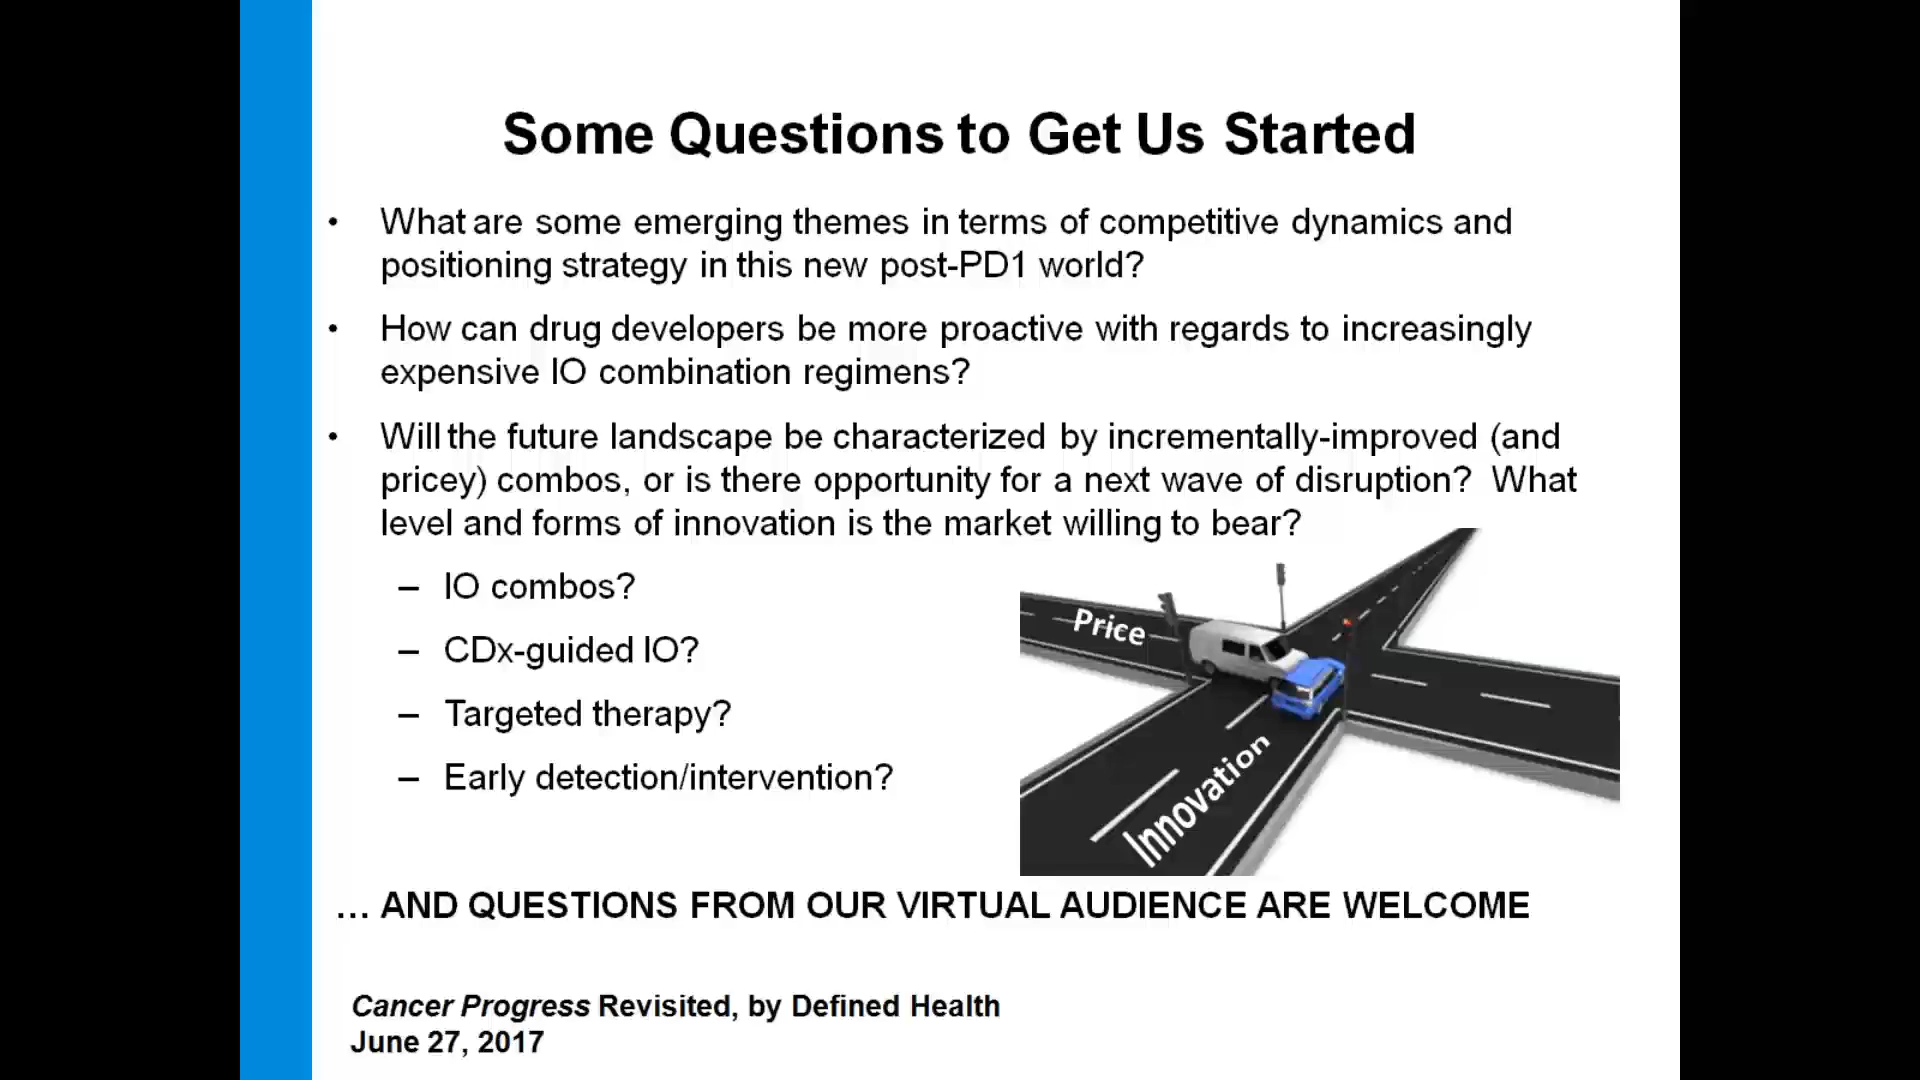 Some Questions to Get Us Started
• What are some emerging themes in terms of competitive dynamics and
positioning strategy in this new post-PD1 world?
• How can drug developers be more proactive with regards to increasingly
expensive IO combination regimens?
• Will the future landscape be characterized by incrementally-improved (and
pricey) combos, or is there opportunity for a next wave of disruption? What
level and forms of innovation is the market willing to bear?
– IO combos?
– CDx-guided IO?
– Targeted therapy?
– Early detection/intervention?
Price
Innovation
... AND QUESTIONS FROM OUR VIRTUAL AUDIENCE ARE WELCOME
Cancer Progress Revisited, by Defined Health
June 27, 2017